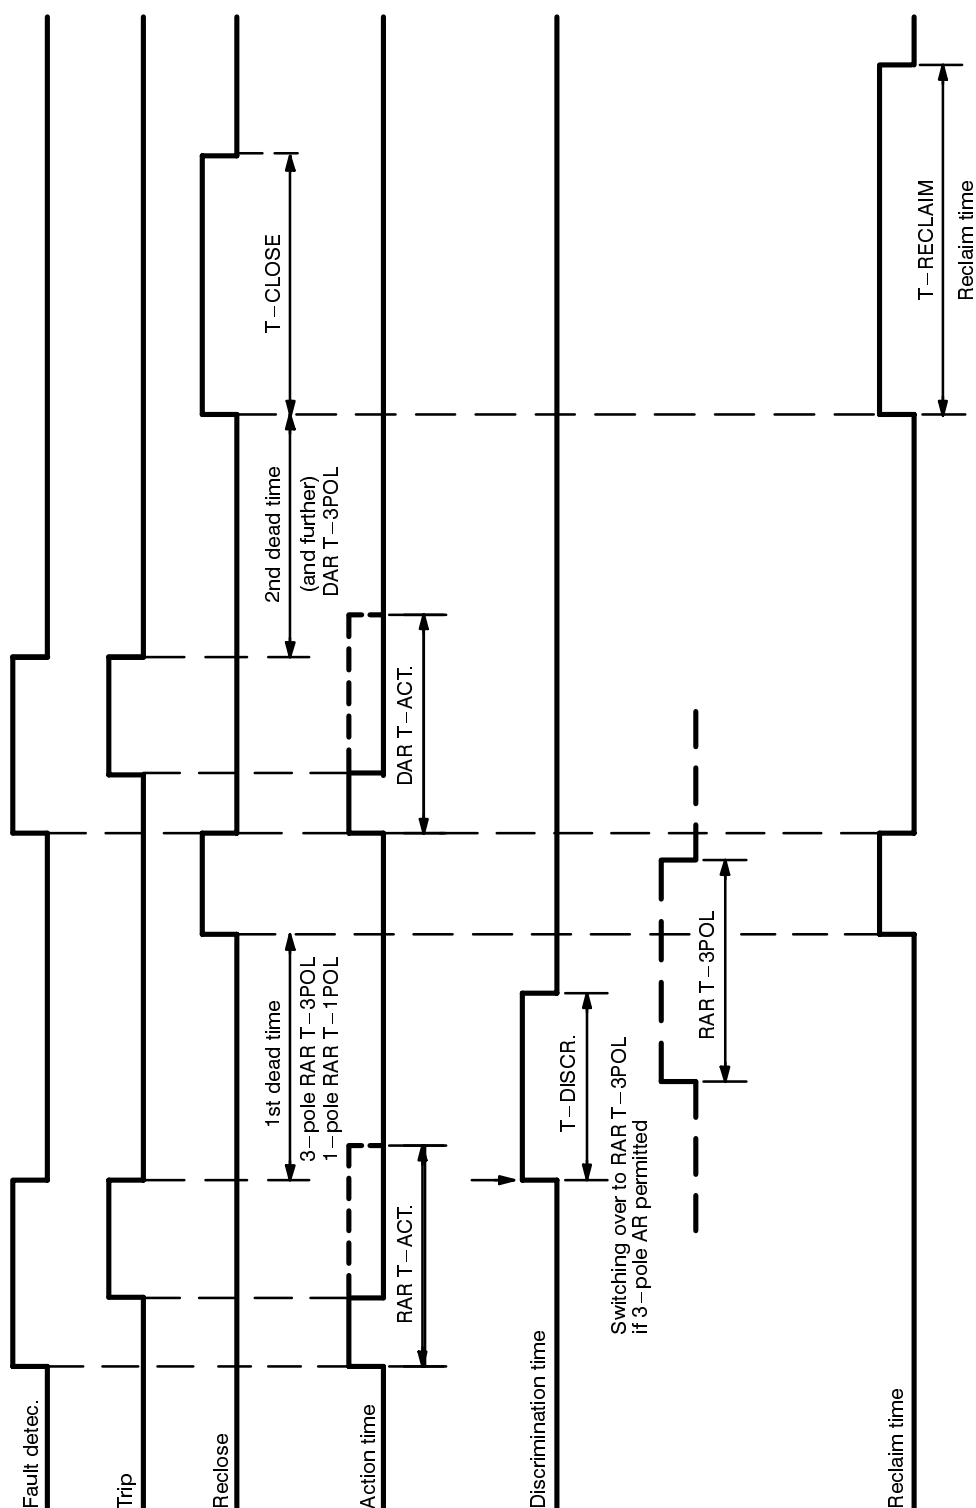 Fault detec.
Trip
Reclose
T−CLOSE
2nd dead time
(and further)
DAR T−3POL
1st dead time
3−pole RAR T−3POL
1−pole RAR T−1POL
Action time
RAR T−ACT.
DAR T−ACT.
Discrimination time
T−DISCR.
Switching over to RAR T−3POL
if 3−pole AR permitted
RAR T−3POL
Reclaim time
T−RECLAIM
Reclaim time